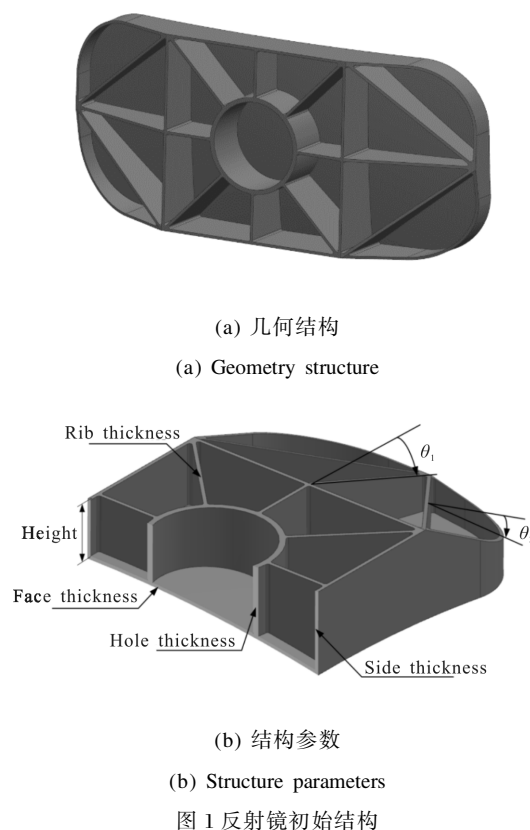 (a) 几何结构
(a) Geometry structure
Rib thickness
θ₁
Height
θ
Face thickness
Hole thickness
Side thickness
(b) 结构参数
(b) Structure parameters
图 1 反射镜初始结构